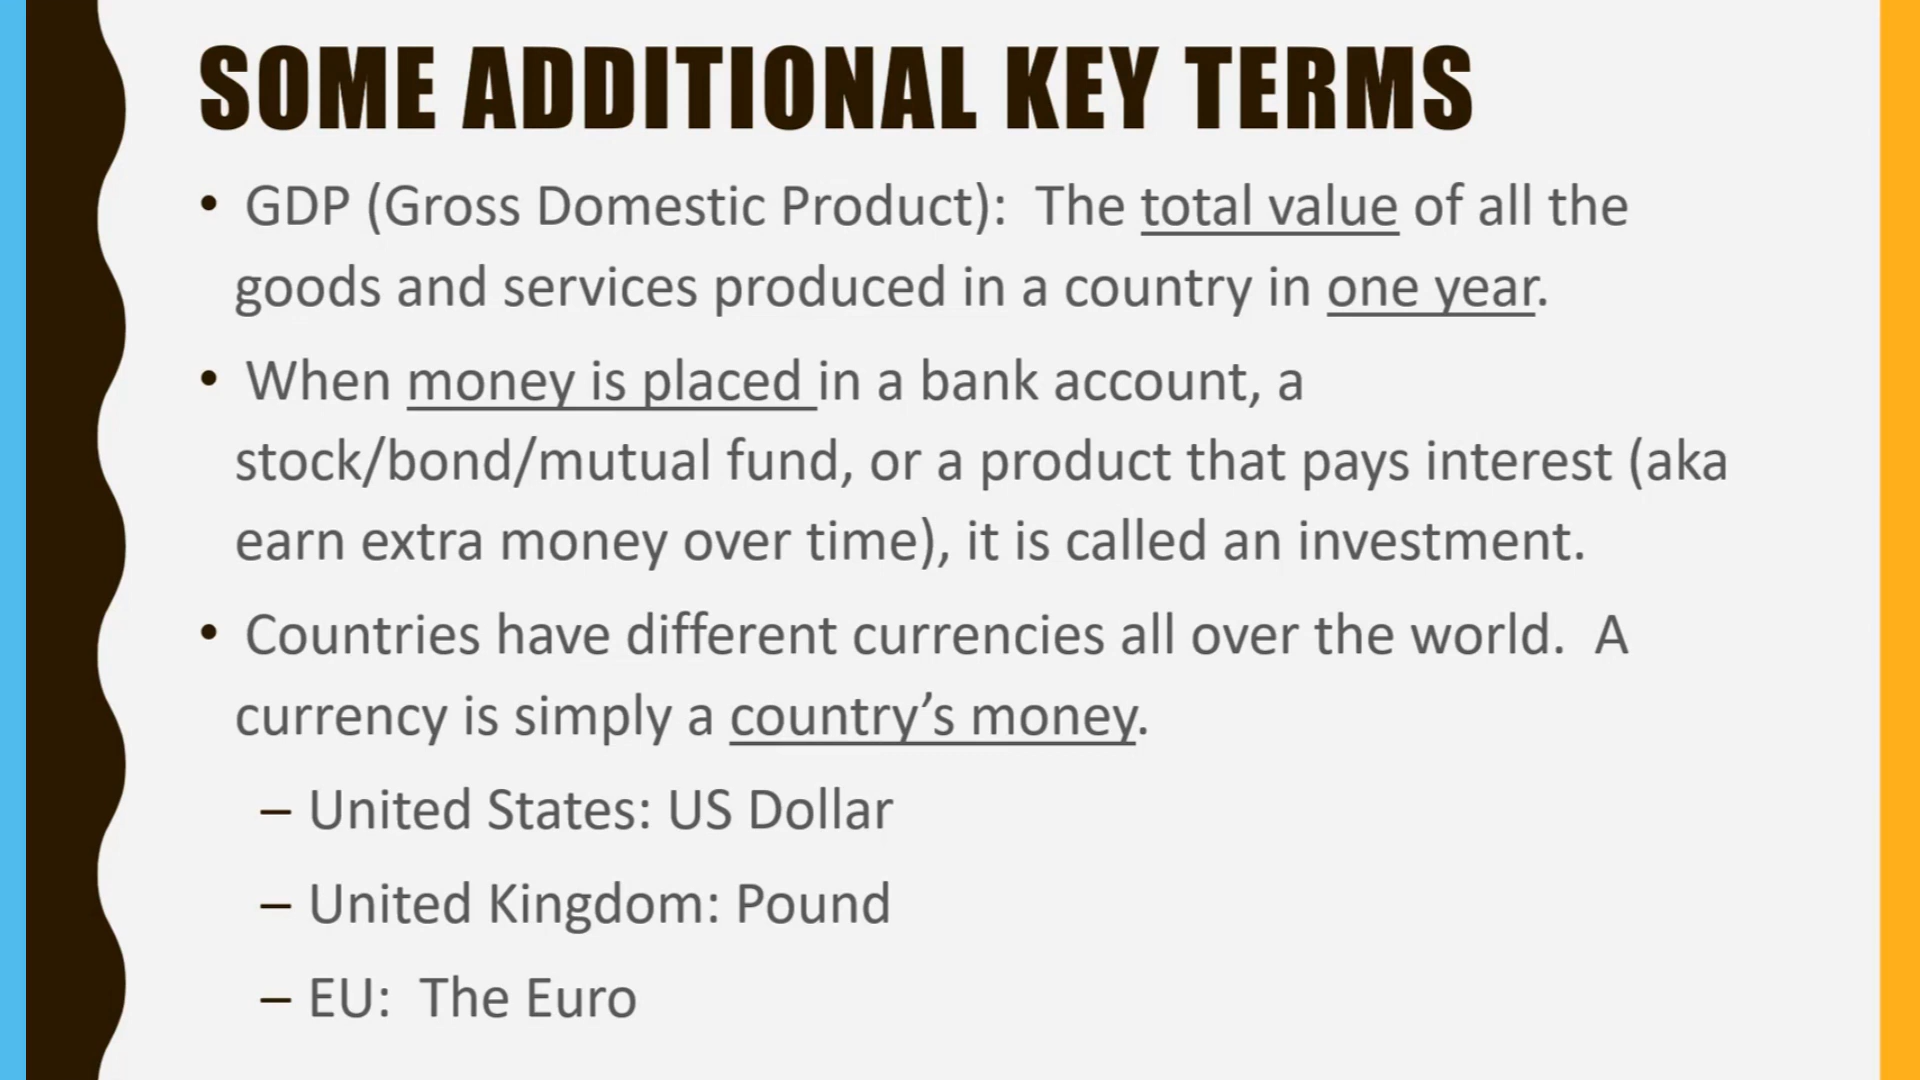 SOME ADDITIONAL KEY TERMS
• GDP (Gross Domestic Product):  The total value of all the
goods and services produced in a country in one year.
• When money is placed in a bank account, a
stock/bond/mutual fund, or a product that pays interest (aka
earn extra money over time), it is called an investment.
• Countries have different currencies all over the world.  A
currency is simply a country’s money.
– United States: US Dollar
– United Kingdom: Pound
– EU:  The Euro